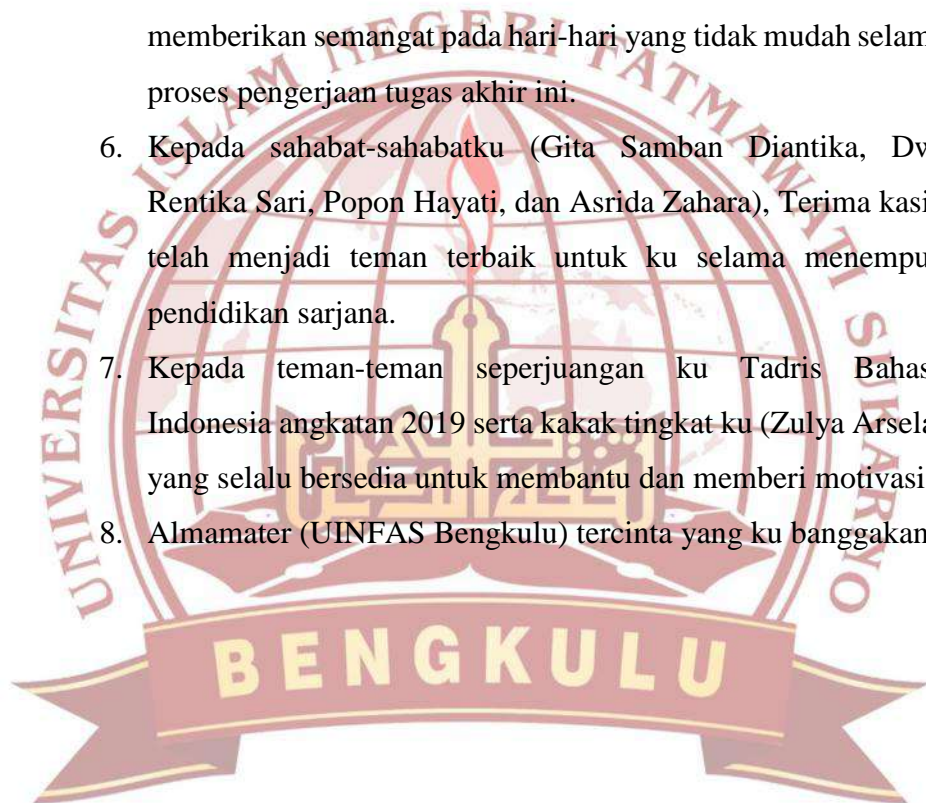 memberikan semangat pada hari-hari yang tidak mudah selam
proses pengerjaan tugas akhir ini.
6. Kepada sahabat-sahabatku (Gita Samban Diantika, Dw
Rentika Sari, Popon Hayati, dan Asrida Zahara), Terima kasi
telah menjadi teman terbaik untuk ku selama menempu
pendidikan sarjana.
7. Kepada teman-teman seperjuangan ku Tadris Bahas
Indonesia angkatan 2019 serta kakak tingkat ku (Zulya Arsela
yang selalu bersedia untuk membantu dan memberi motivasi
8. Almamater (UINFAS Bengkulu) tercinta yang ku banggakan
UNIVERSITAS ISLAM NEGERI FATMAWATI SUKARNO
BENGKULU